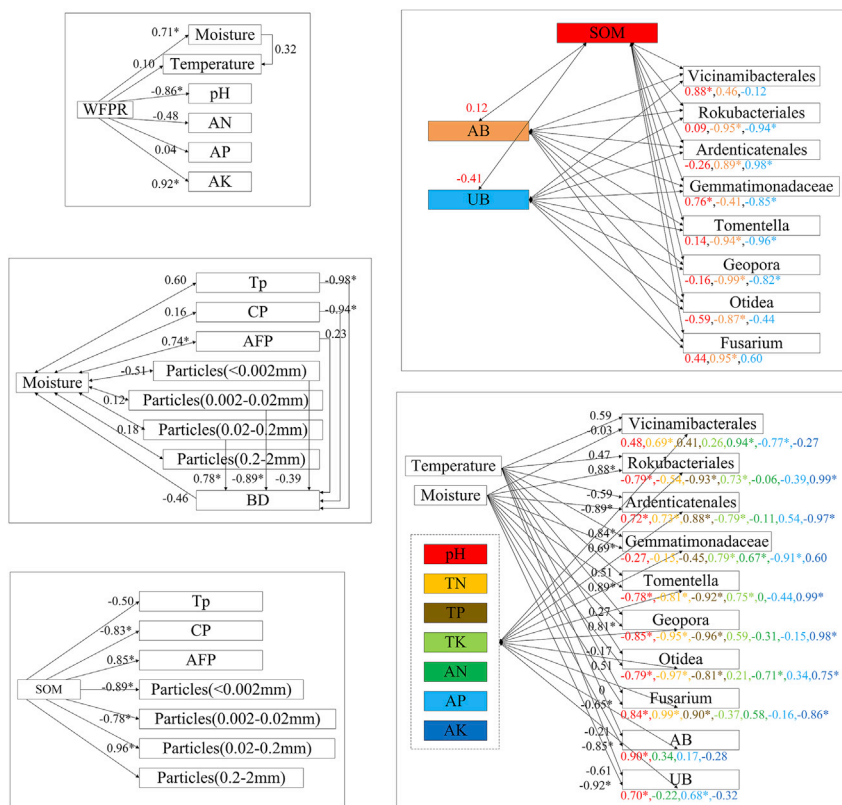 0.71*
Moisture
0.32
0.10
Temperature
-0.86*
pH
WFPR
-0.48
AN
0.04
AP
0.92*
AK
SOM
Vicinamibacterales
0.88*,0.46,-0.12
0.12
Rokubacteriales
0.09,-0.95*,-0.94*
AB
Ardenticatenales
-0.26,0.89*,0.98*
-0.41
Gemmatimonadaceae
0.76*,-0.41,-0.85*
UB
Tomentella
0.14,-0.94*,-0.96*
Geopora
-0.16,-0.99*,-0.82*
Otidea
-0.59,-0.87*,-0.44
Fusarium
0.44,0.95*,0.60
0.60
Tp
-0.98*
0.16
CP
-0.94*
0.74*
AFP
0.23
Moisture
-0.51
Particles(<0.002mm)
0.12
Particles(0.002-0.02mm)
0.18
Particles(0.02-0.2mm)
Particles(0.2-2mm)
0.78*
-0.89*
-0.39
-0.46
BD
-0.50
Tp
-0.83*
CP
0.85*
AFP
SOM
-0.89*
Particles(<0.002mm)
-0.78*
Particles(0.002-0.02mm)
0.96*
Particles(0.02-0.2mm)
Particles(0.2-2mm)
Temperature
Moisture
pH
TN
TP
TK
AN
AP
AK
0.59
-0.03
Vicinamibacterales
0.48,0.69*,0.41,0.26,0.94*,-0.77*,-0.27
0.47
0.88*
Rokubacteriales
-0.79*,-0.54,-0.93*,0.73*,-0.06,-0.39,0.99*
-0.59
-0.89*
Ardenticatenales
0.72*,0.88*,-0.79*,-0.11,0.54,-0.97*
0.84*
0.69*
Gemmatimonadaceae
-0.27,-0.45,0.79*,0.67*,-0.91*,0.60
0.51
0.89*
Tomentella
-0.78*,-0.81*,-0.92*,0.75*,0,-0.44,0.99*
0.27
0.81*
Geopora
-0.85*,-0.95*,-0.96*,0.59,-0.31,-0.15,0.98*
-0.17
0.51
Otidea
-0.79*,-0.97*,-0.81*,0.21,-0.71*,0.34,0.75*
0
-0.65*
Fusarium
0.84*,0.99*,0.90*,-0.37,0.58,-0.16,-0.86*
-0.21
-0.85*
AB
0.90*,0.34,0.17,-0.28
-0.61
-0.92*
UB
0.70*,-0.22,0.68*,-0.32